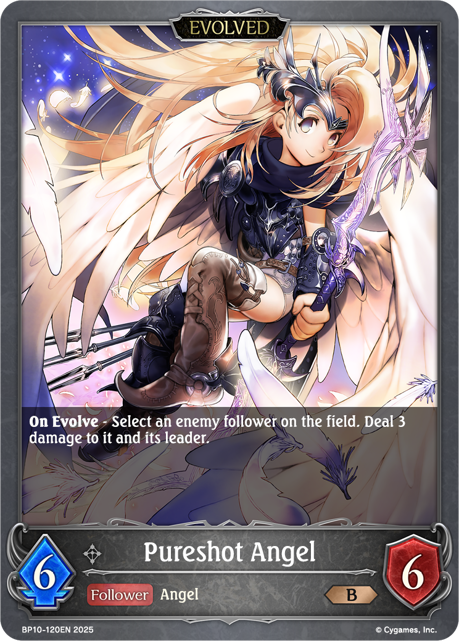 EVOLVED
On Evolve - Select an enemy follower on the field. Deal 3
damage to it and its leader.
Pureshot Angel
6
6
Follower Angel
B
BP10-120EN 2025
© Cygames, Inc.